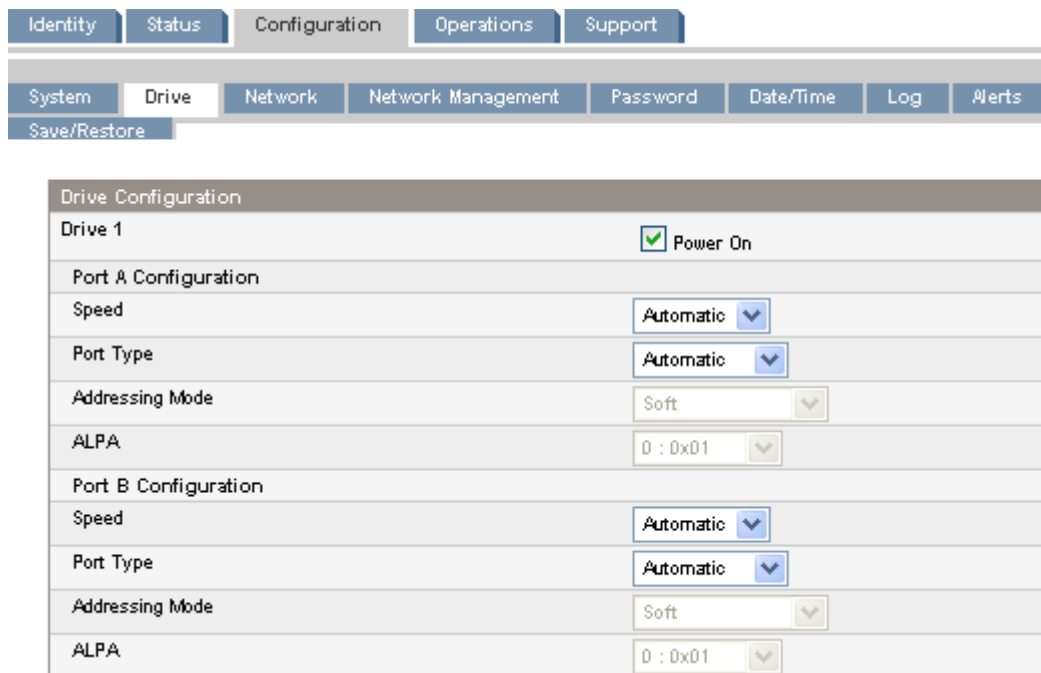 Identity Status Configuration Operations Support
System Drive Network Network Management Password Date/Time Log Alerts
Save/Restore
Drive Configuration
Drive 1 Power On
Port A Configuration
Speed Automatic
Port Type Automatic
Addressing Mode Soft
ALPA 0 : 0x01
Port B Configuration
Speed Automatic
Port Type Automatic
Addressing Mode Soft
ALPA 0 : 0x01